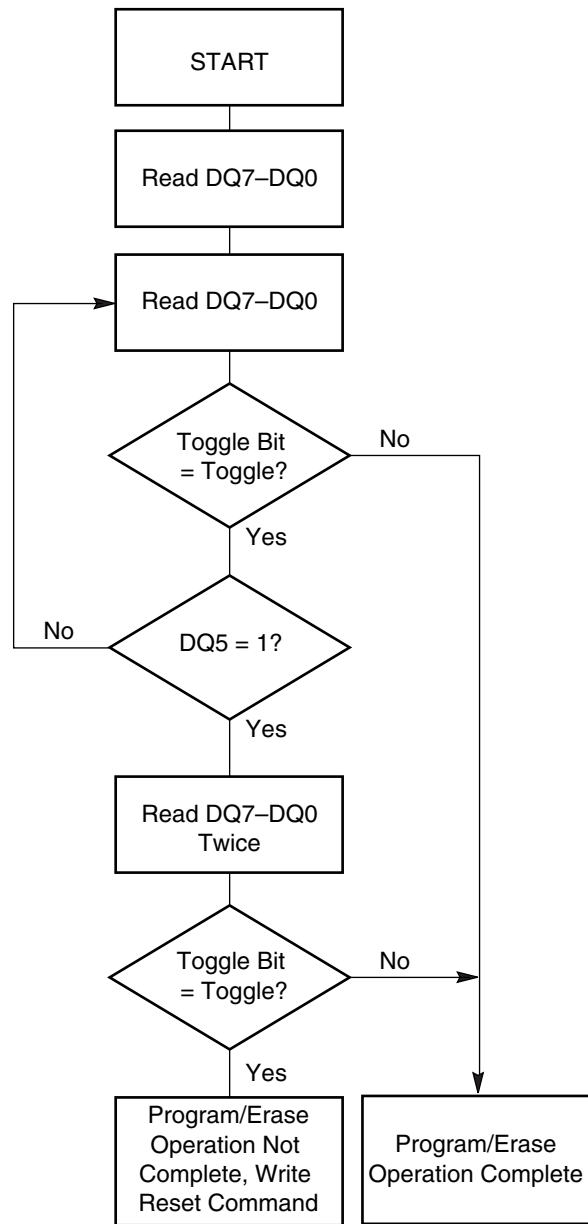 START
Read DQ7–DQ0
Read DQ7–DQ0
Toggle Bit
= Toggle?
No
Yes
No
DQ5 = 1?
Yes
Read DQ7–DQ0
Twice
Toggle Bit
= Toggle?
No
Yes
Program/Erase
Operation Not
Complete, Write
Reset Command
Program/Erase
Operation Complete